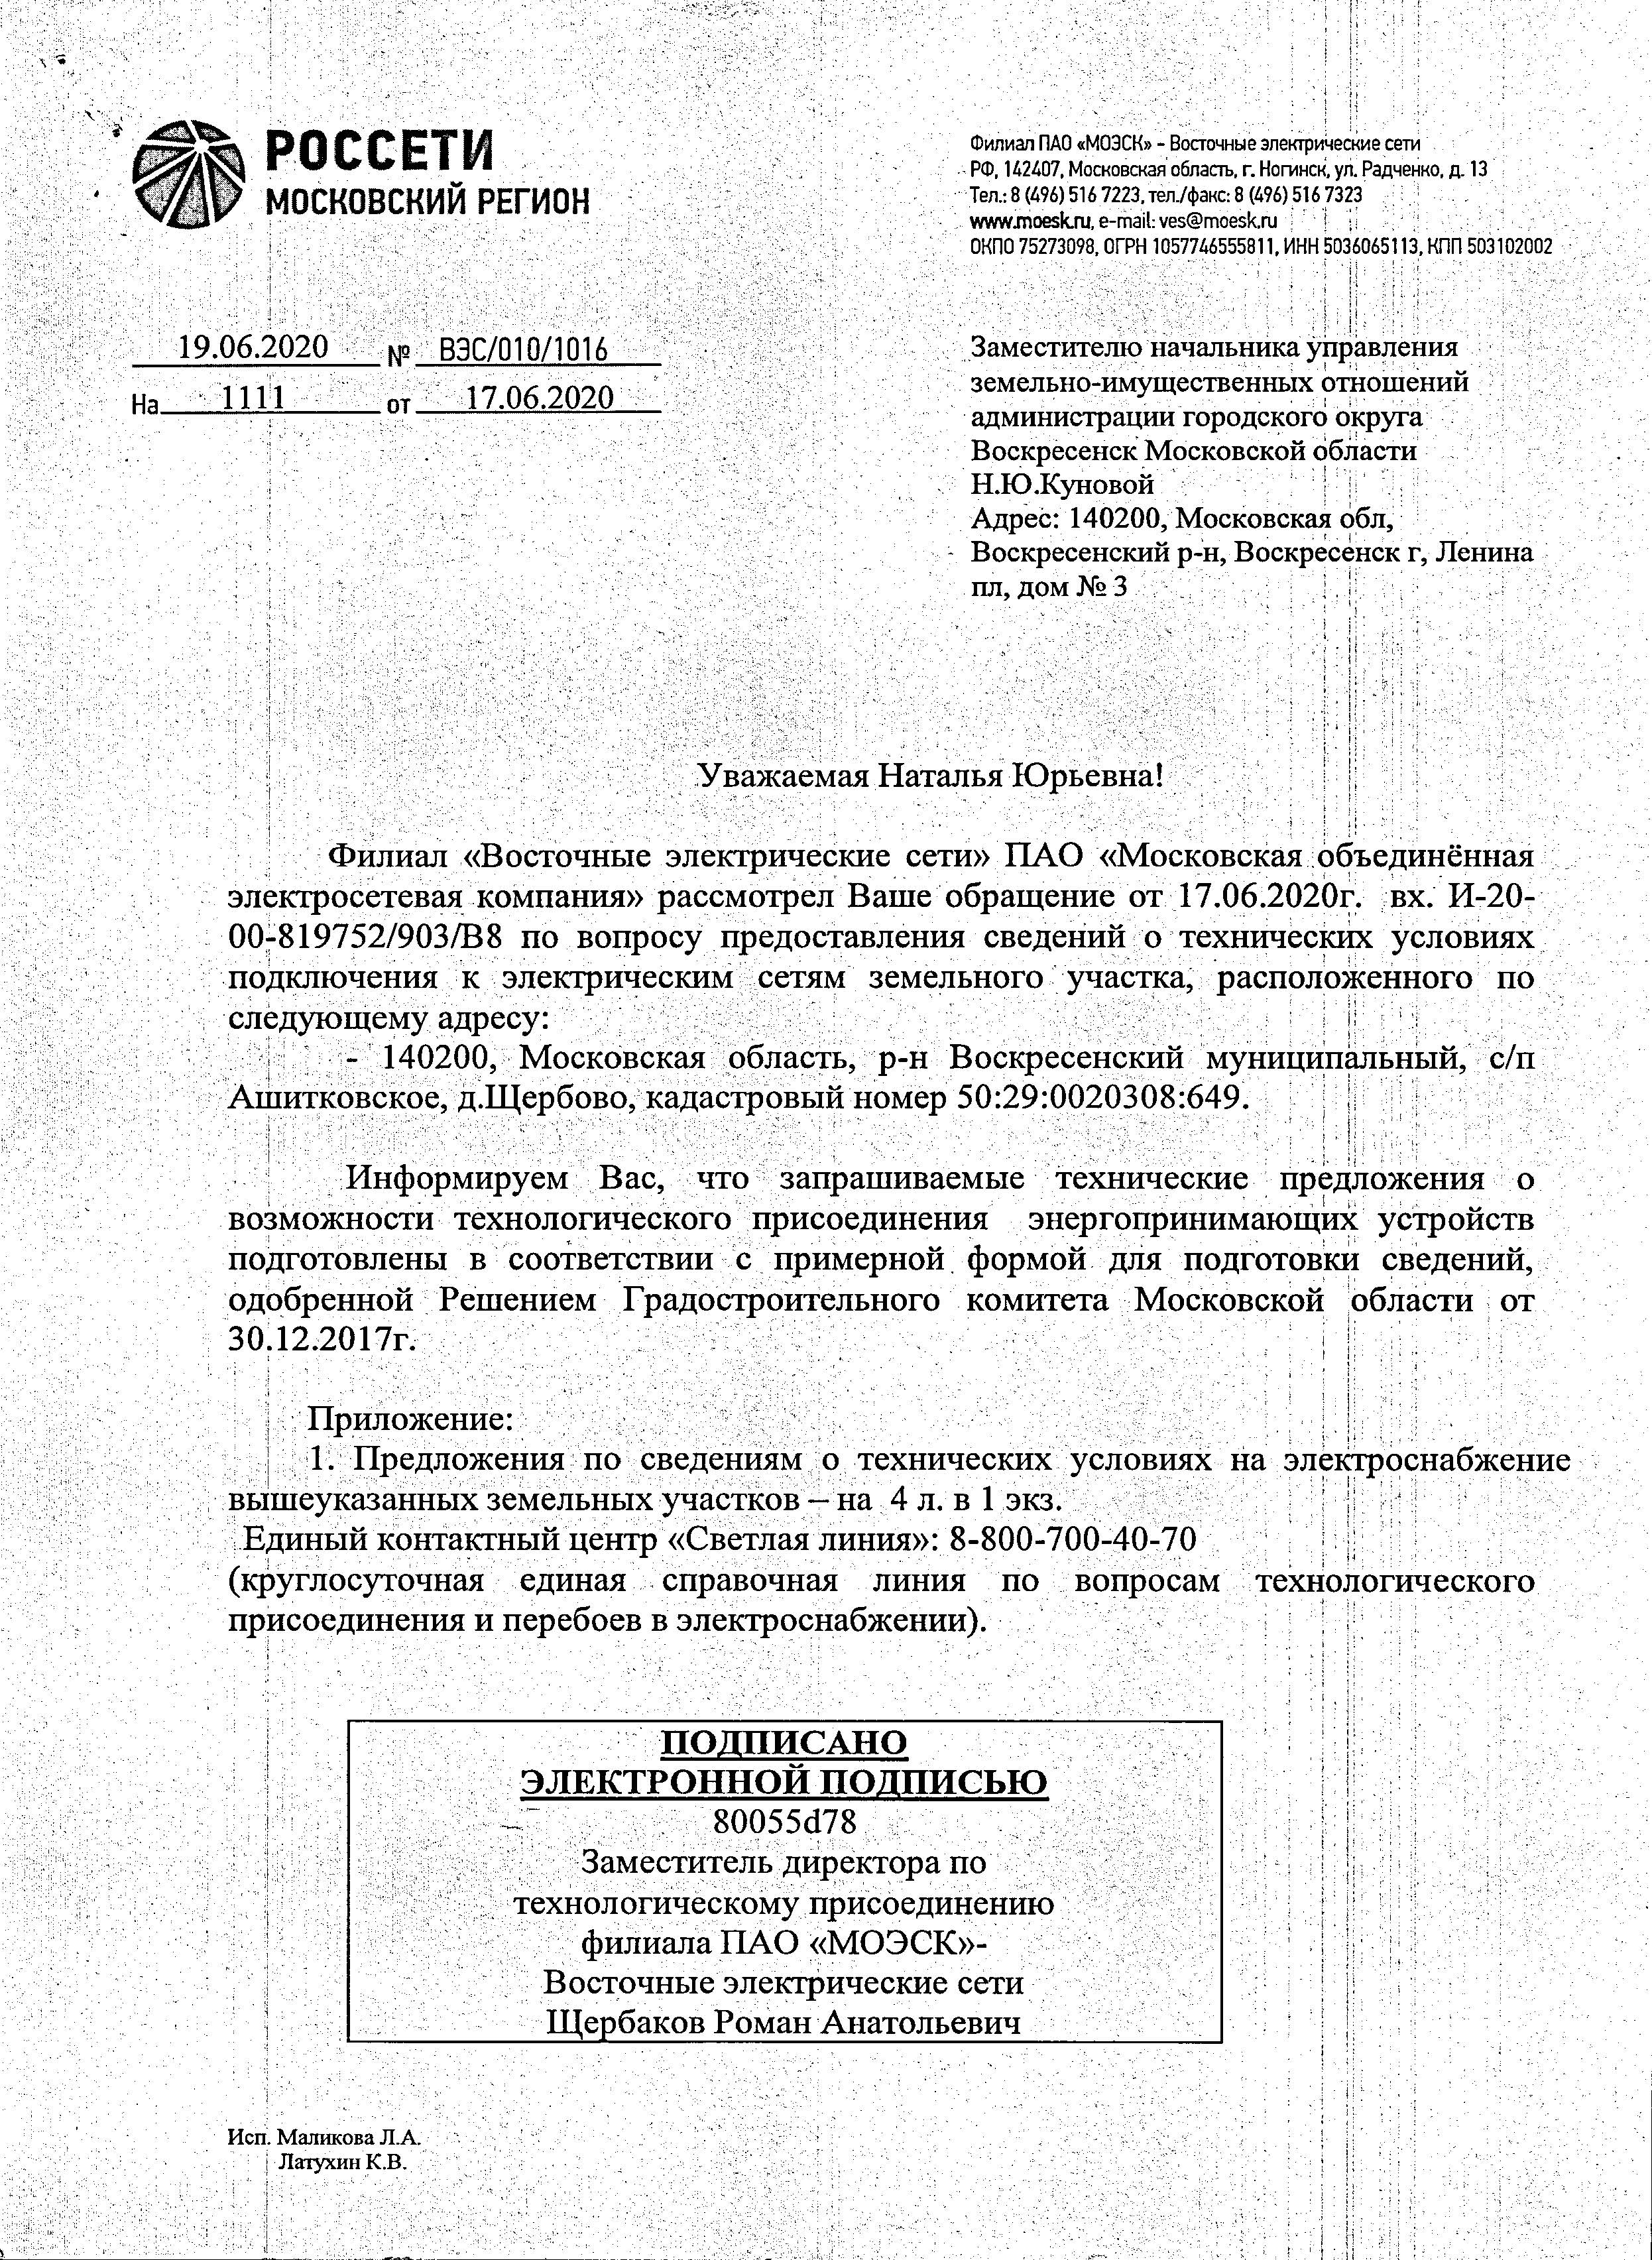 РОССЕТИ
МОСКОВСКИЙ РЕГИОН
Филиал ПАО «МОЭСК» - Восточные электрические сети
РФ, 142407, Московская область, г. Ногинск, ул. Радченко, д. 13
Тел.: 8 (496) 516 7223, тел./факс: 8 (496) 516 7323
www.moesk.ru, e-mail: ves@moesk.ru
ОКПО 75273098, ОГРН 1057746555811, ИНН 5036065113, КПП 503102002
19.06.2020 № ВЭС/010/1016
На 1111 от 17.06.2020
Заместителю начальника управления
земельно-имущественных отношений
администрации городского округа
Воскресенск Московской области
Н.Ю.Куновой
Адрес: 140200, Московская обл,
Воскресенский р-н, Воскресенск г, Ленина
пл, дом № 3
Уважаемая Наталья Юрьевна!
Филиал «Восточные электрические сети» ПАО «Московская объединённая
электросетевая компания» рассмотрел Ваше обращение от 17.06.2020г. вх. И-20-
00-819752/903/В8 по вопросу предоставления сведений о технических условиях
подключения к электрическим сетям земельного участка, расположенного по
следующему адресу:
- 140200, Московская область, р-н Воскресенский муниципальный, с/п
Ашитковское, д.Щербово, кадастровый номер 50:29:0020308:649.
Информируем Вас, что запрашиваемые технические предложения о
возможности технологического присоединения энергопринимающих устройств
подготовлены в соответствии с примерной формой для подготовки сведений,
одобренной Решением Градостроительного комитета Московской области от
30.12.2017г.
Приложение:
1. Предложения по сведениям о технических условиях на электроснабжение
вышеуказанных земельных участков – на 4 л. в 1 экз.
Единый контактный центр «Светлая линия»: 8-800-700-40-70
(круглосуточная единая справочная линия по вопросам технологического
присоединения и перебоев в электроснабжении).
ПОДПИСАНО
ЭЛЕКТРОННОЙ ПОДПИСЬЮ
80055d78
Заместитель директора по
технологическому присоединению
филиала ПАО «МОЭСК»-
Восточные электрические сети
Щербаков Роман Анатольевич
Исп. Маликова Л.А.
Латухин К.В.